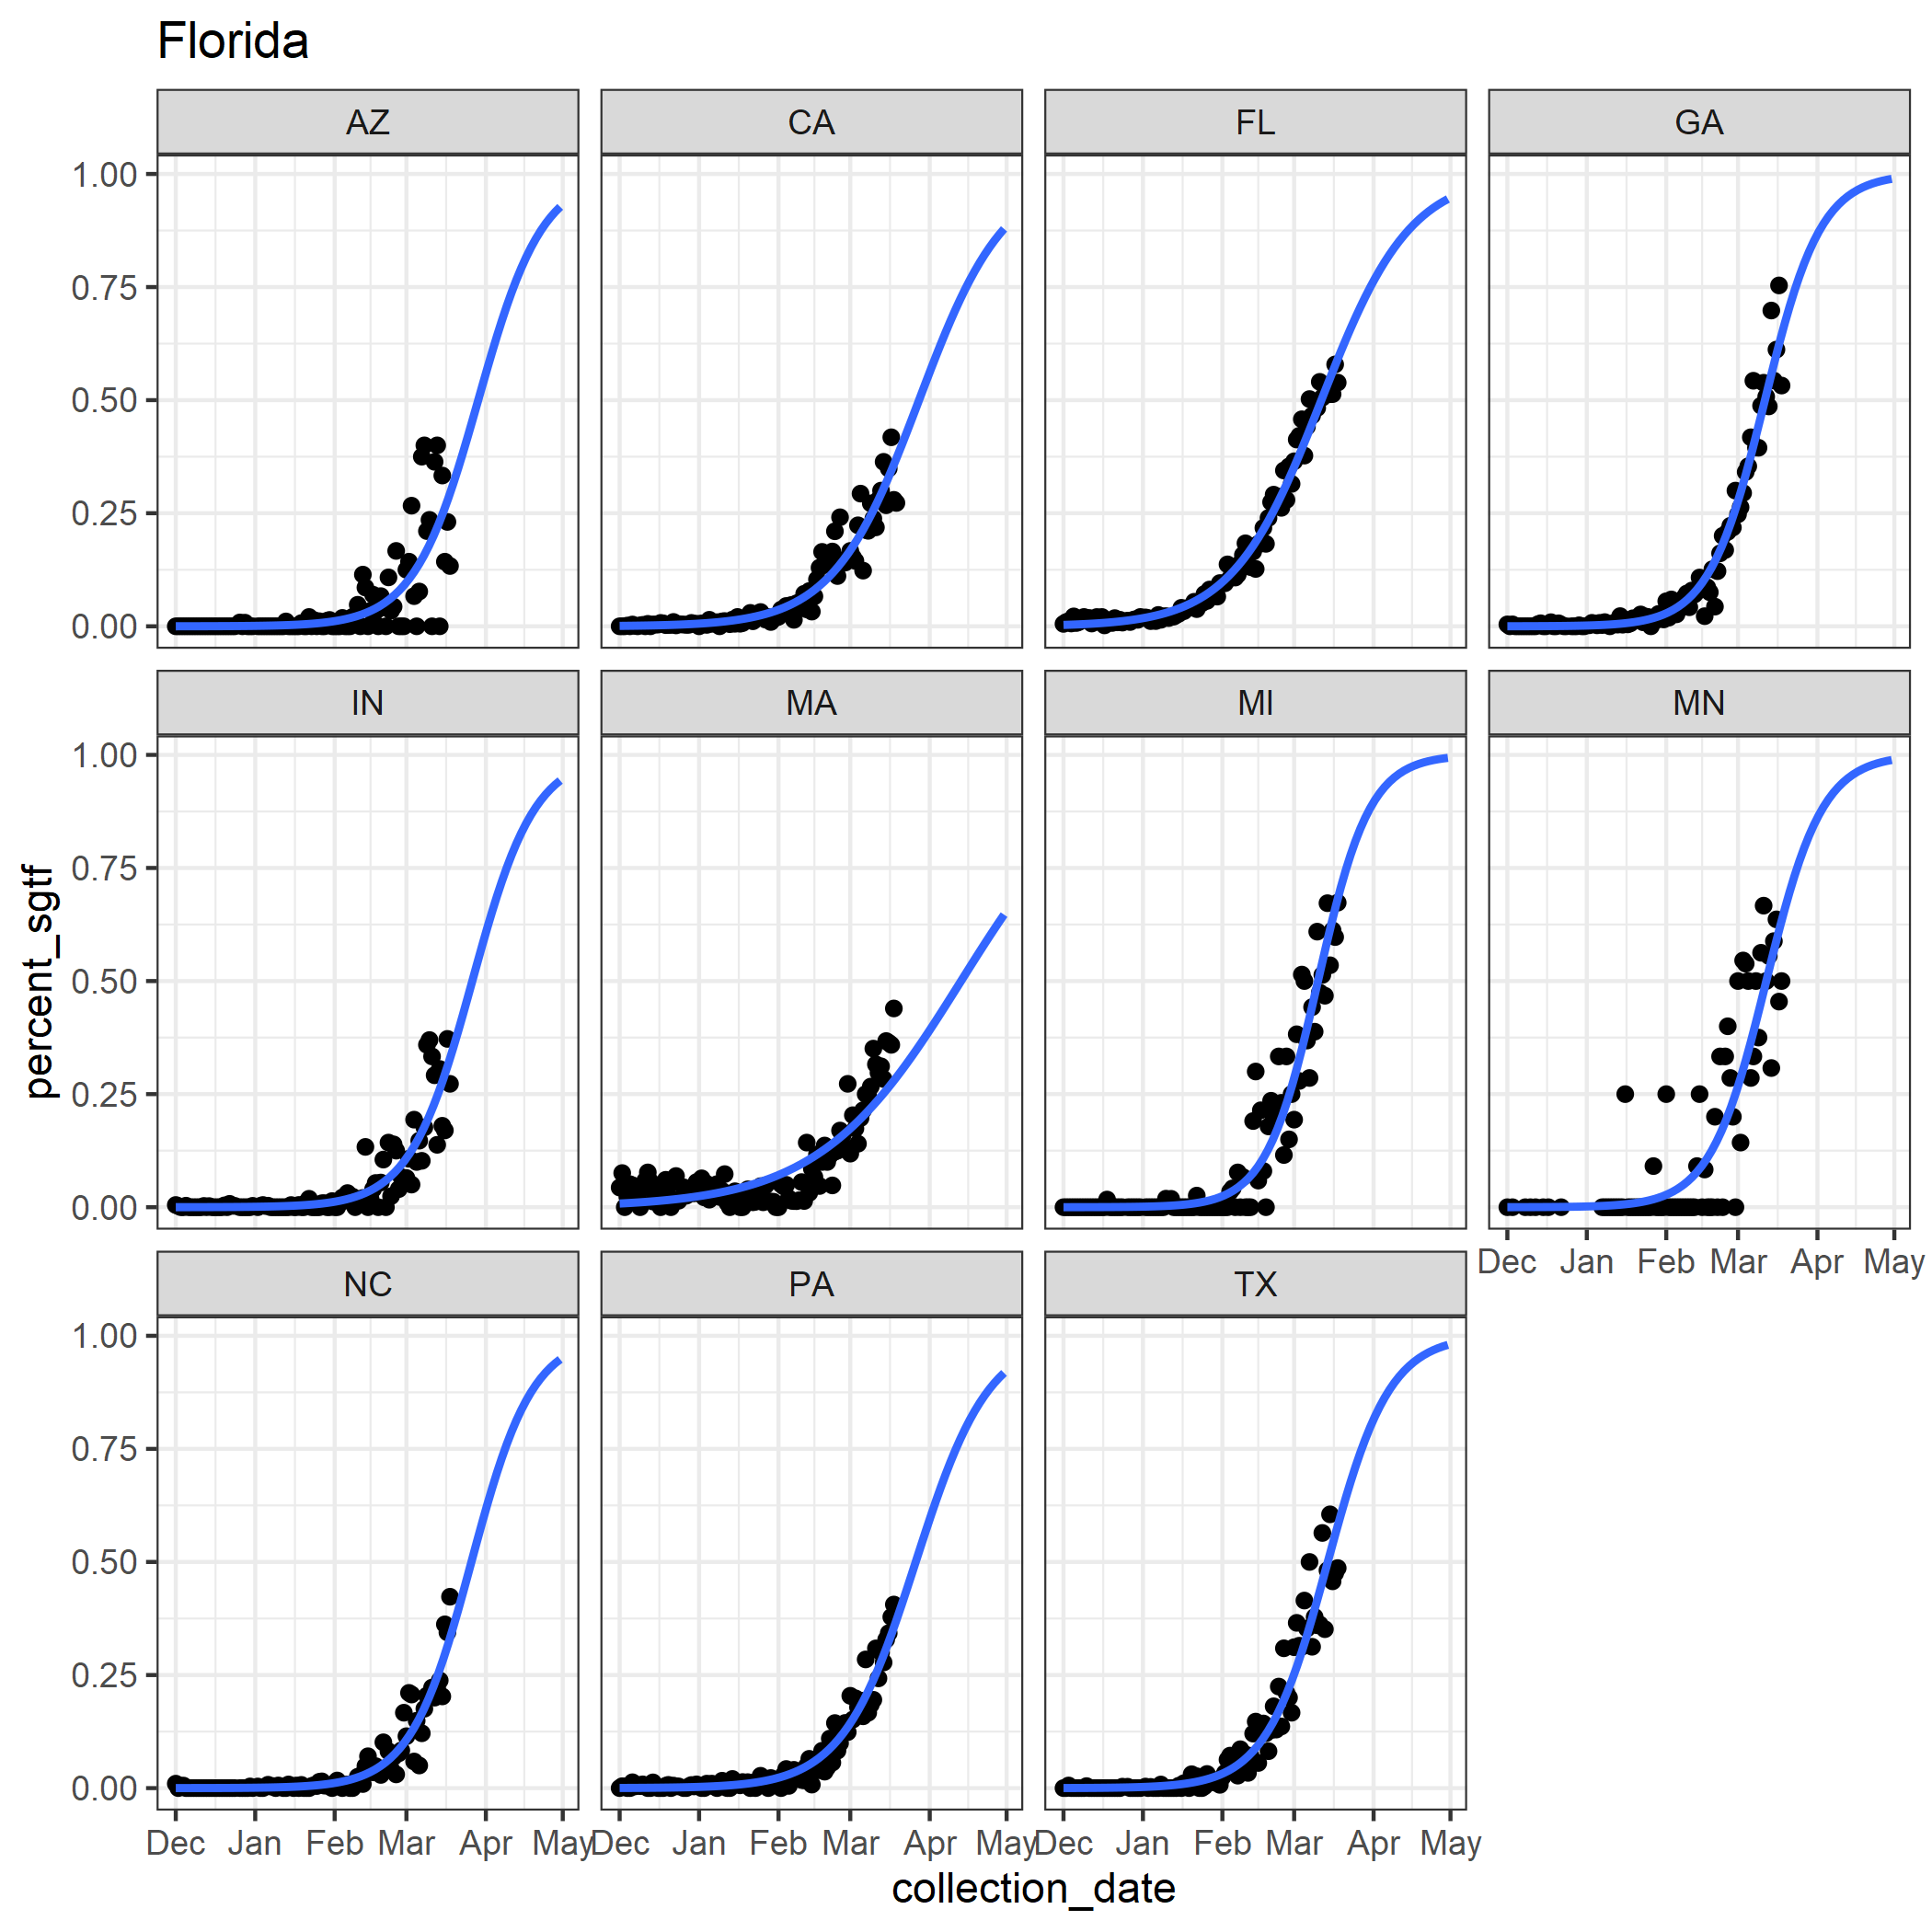 Florida
AZ CA FL GA
1.00
0.75
0.50
0.25
0.00
IN MA MI MN
1.00
0.75
0.50
0.25
0.00
percent_sgtf
Dec Jan Feb Mar Apr May
NC PA TX
1.00
0.75
0.50
0.25
0.00
Dec Jan Feb Mar Apr May Dec Jan Feb Mar Apr May Dec Jan Feb Mar Apr May
collection_date